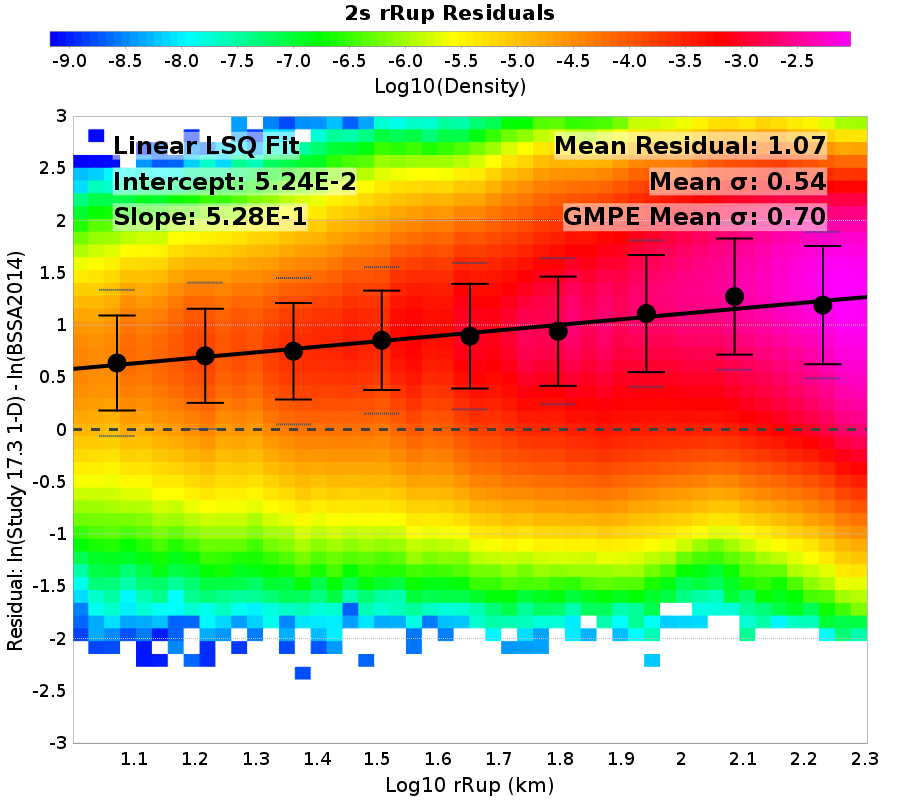 2s rRup Residuals
-9.0 -8.5 -8.0 -7.5 -7.0 -6.5 -6.0 -5.5 -5.0 -4.5 -4.0 -3.5 -3.0 -2.5
Log10(Density)
Linear LSQ Fit
Intercept: 5.24E-2
Slope: 5.28E-1
Mean Residual: 1.07
Mean σ: 0.54
GMPE Mean σ: 0.70
Residual: ln(Study 17.3 1-D) - ln(BSSA2014)
3
2.5
2
1.5
1
0.5
0
-0.5
-1
-1.5
-2
-2.5
-3
1.1 1.2 1.3 1.4 1.5 1.6 1.7 1.8 1.9 2 2.1 2.2 2.3
Log10 rRup (km)